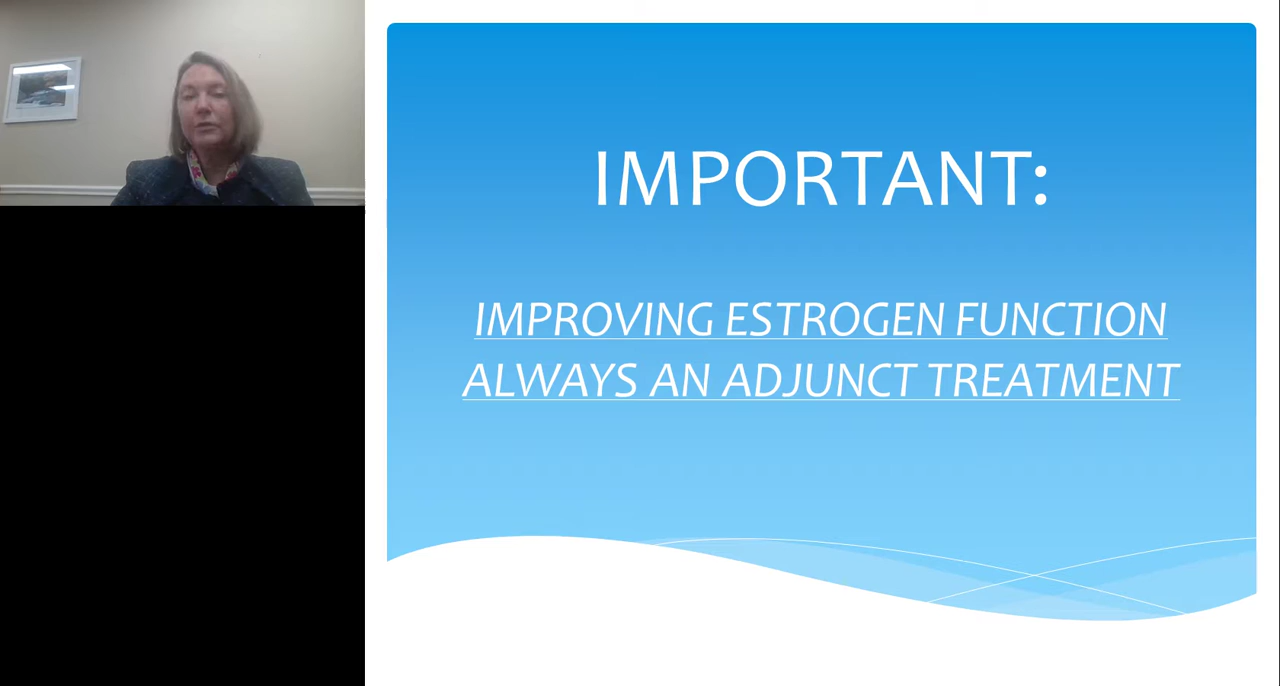 IMPORTANT:
IMPROVING ESTROGEN FUNCTION
ALWAYS AN ADJUNCT TREATMENT